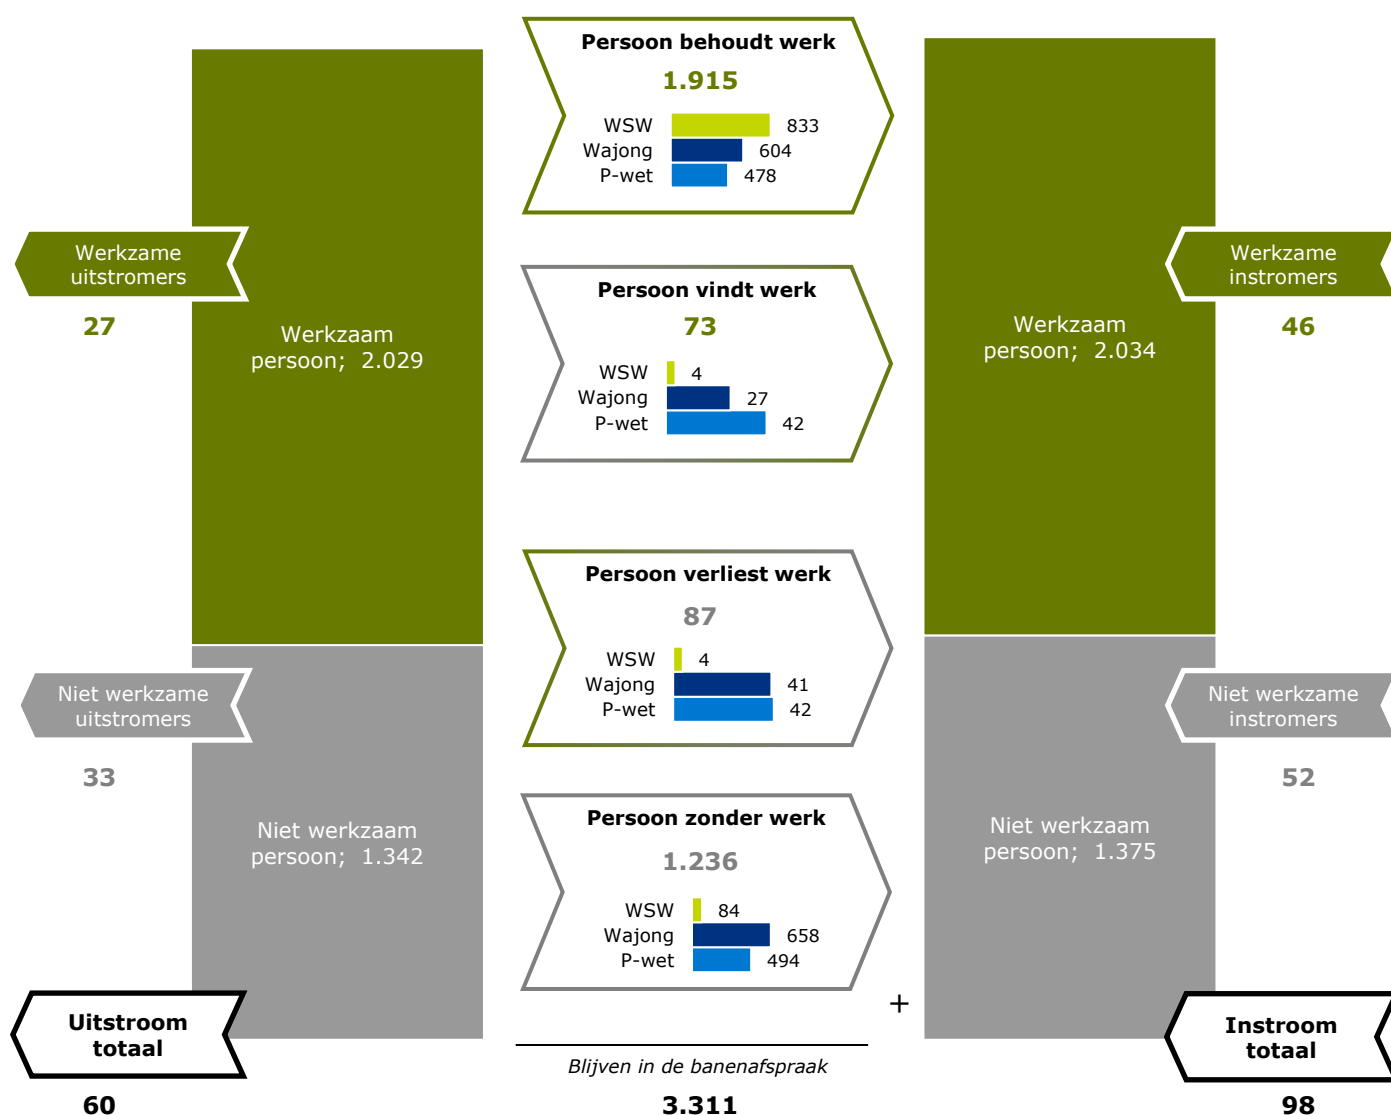 Werkzame
uitstromers
27
Werkzaam
persoon; 2.029
Niet werkzame
uitstromers
33
Niet werkzaam
persoon; 1.342
Uitstroom
totaal
60
Persoon behoudt werk
1.915
WSW 833
Wajong 604
P-wet 478
Persoon vindt werk
73
WSW 4
Wajong 27
P-wet 42
Persoon verliest werk
87
WSW 4
Wajong 41
P-wet 42
Persoon zonder werk
1.236
WSW 84
Wajong 658
P-wet 494
+
Blijven in de banenafspraak
3.311
Werkzaam
persoon; 2.034
Werkzame
instromers
46
Niet werkzaam
persoon; 1.375
Niet werkzame
instromers
52
Instroom
totaal
98